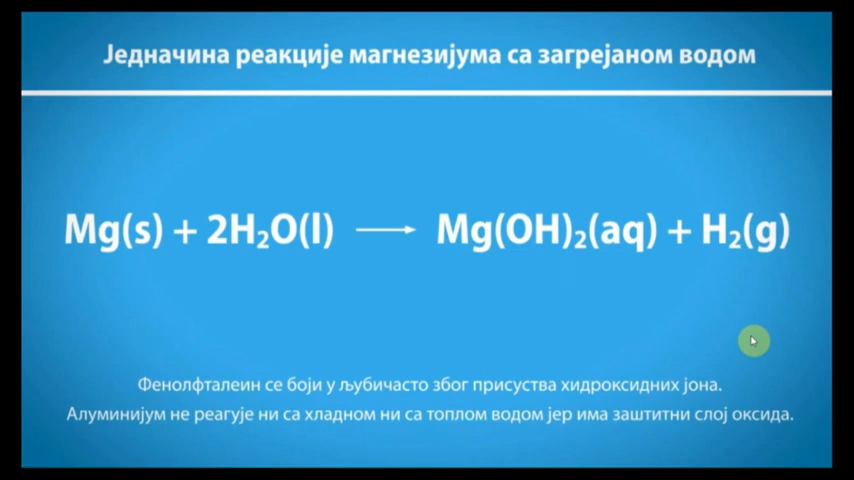 Једначина реакције магнезијума са загрејаном водом
Mg(s) + 2H₂O(l) ⟶ Mg(OH)₂(aq) + H₂(g)
Фенолфталеин се боји у љубичасто због присуства хидроксидних јона.
Алуминијум не реагује ни са хладном ни са топлом водом јер има заштитни слој оксида.